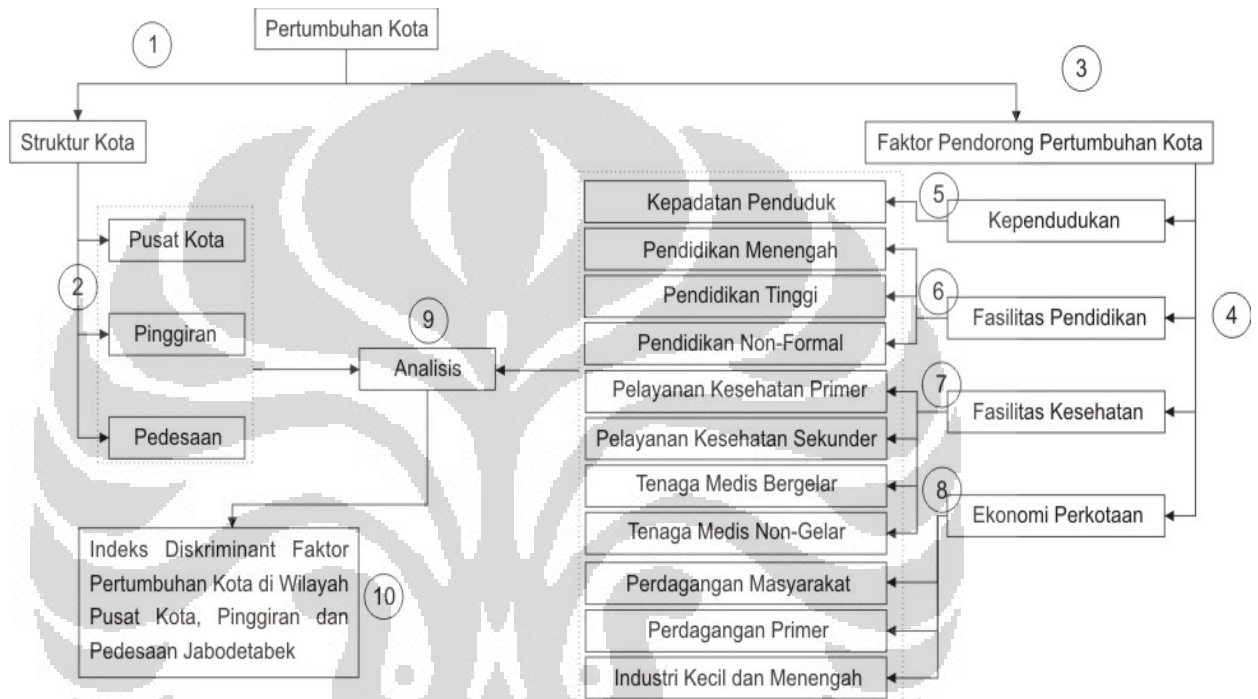 Pertumbuhan Kota
1
3
Struktur Kota
Faktor Pendorong Pertumbuhan Kota
2
Pusat Kota
Pinggiran
Pedesaan
9
Analisis
Kepadatan Penduduk
Pendidikan Menengah
Pendidikan Tinggi
Pendidikan Non-Formal
Pelayanan Kesehatan Primer
Pelayanan Kesehatan Sekunder
Tenaga Medis Bergelar
Tenaga Medis Non-Gelar
Perdagangan Masyarakat
Perdagangan Primer
Industri Kecil dan Menengah
5
Kependudukan
6
Fasilitas Pendidikan
4
7
Fasilitas Kesehatan
8
Ekonomi Perkotaan
Indeks Diskriminant Faktor
Pertumbuhan Kota di Wilayah
Pusat Kota, Pinggiran dan
Pedesaan Jabodetabek
10